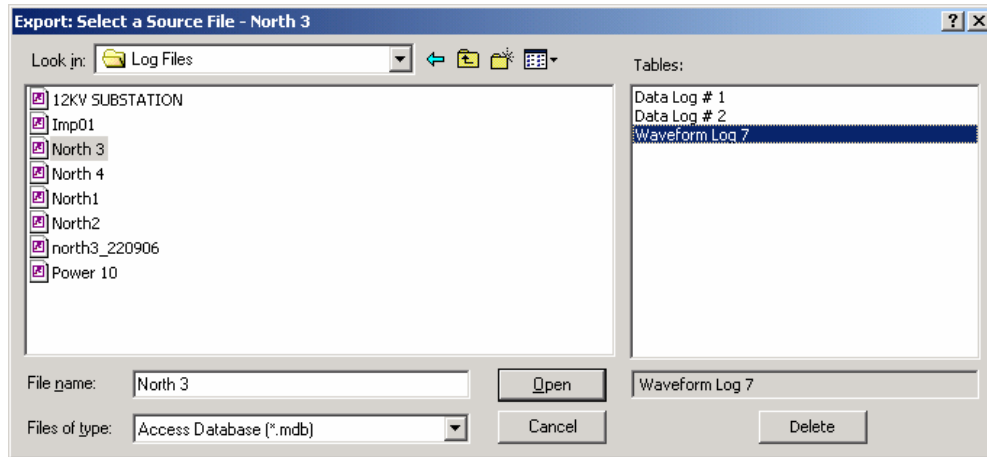 Export: Select a Source File - North 3
Look in: Log Files
Tables:
12KV SUBSTATION
Imp01
North 3
North 4
North1
North2
north3_220906
Power 10
Data Log # 1
Data Log # 2
Waveform Log 7
File name: North 3 Open Waveform Log 7
Files of type: Access Database (*.mdb) Cancel Delete